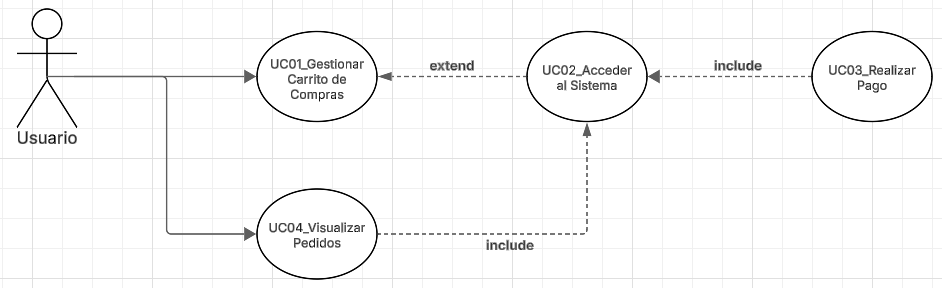 UC01_Gestionar
Carrito de
Compras
extend
UC02_Acceder
al Sistema
include
UC03_Realizar
Pago
Usuario
UC04_Visualizar
Pedidos
include